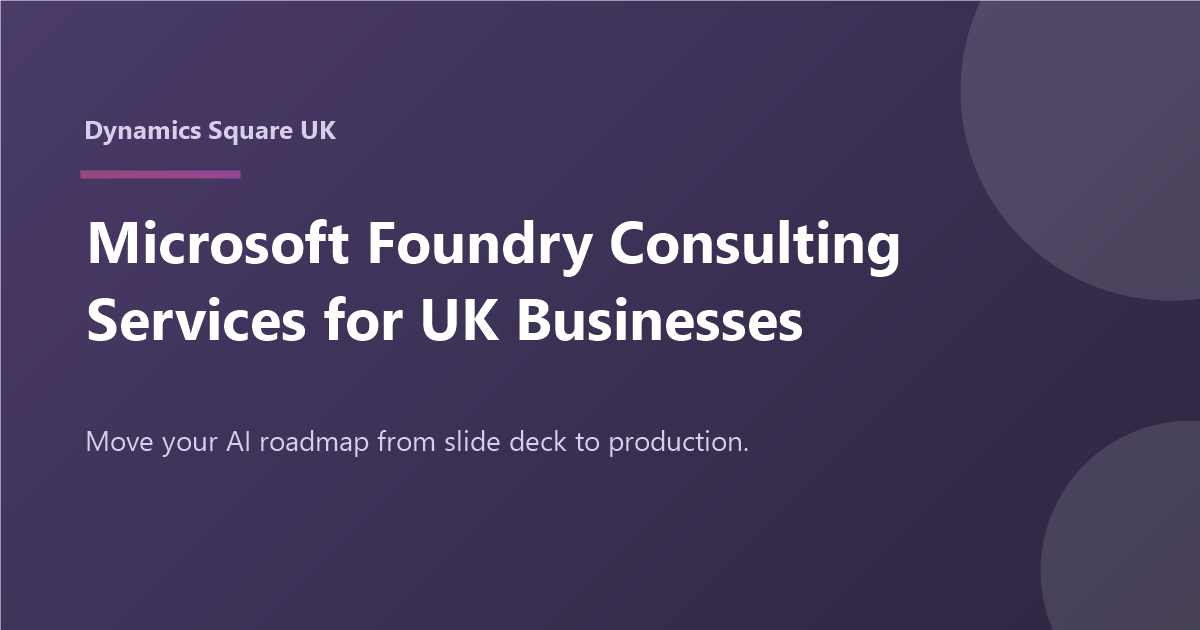 Dynamics Square UK
Microsoft Foundry Consulting
Services for UK Businesses
Move your AI roadmap from slide deck to production.